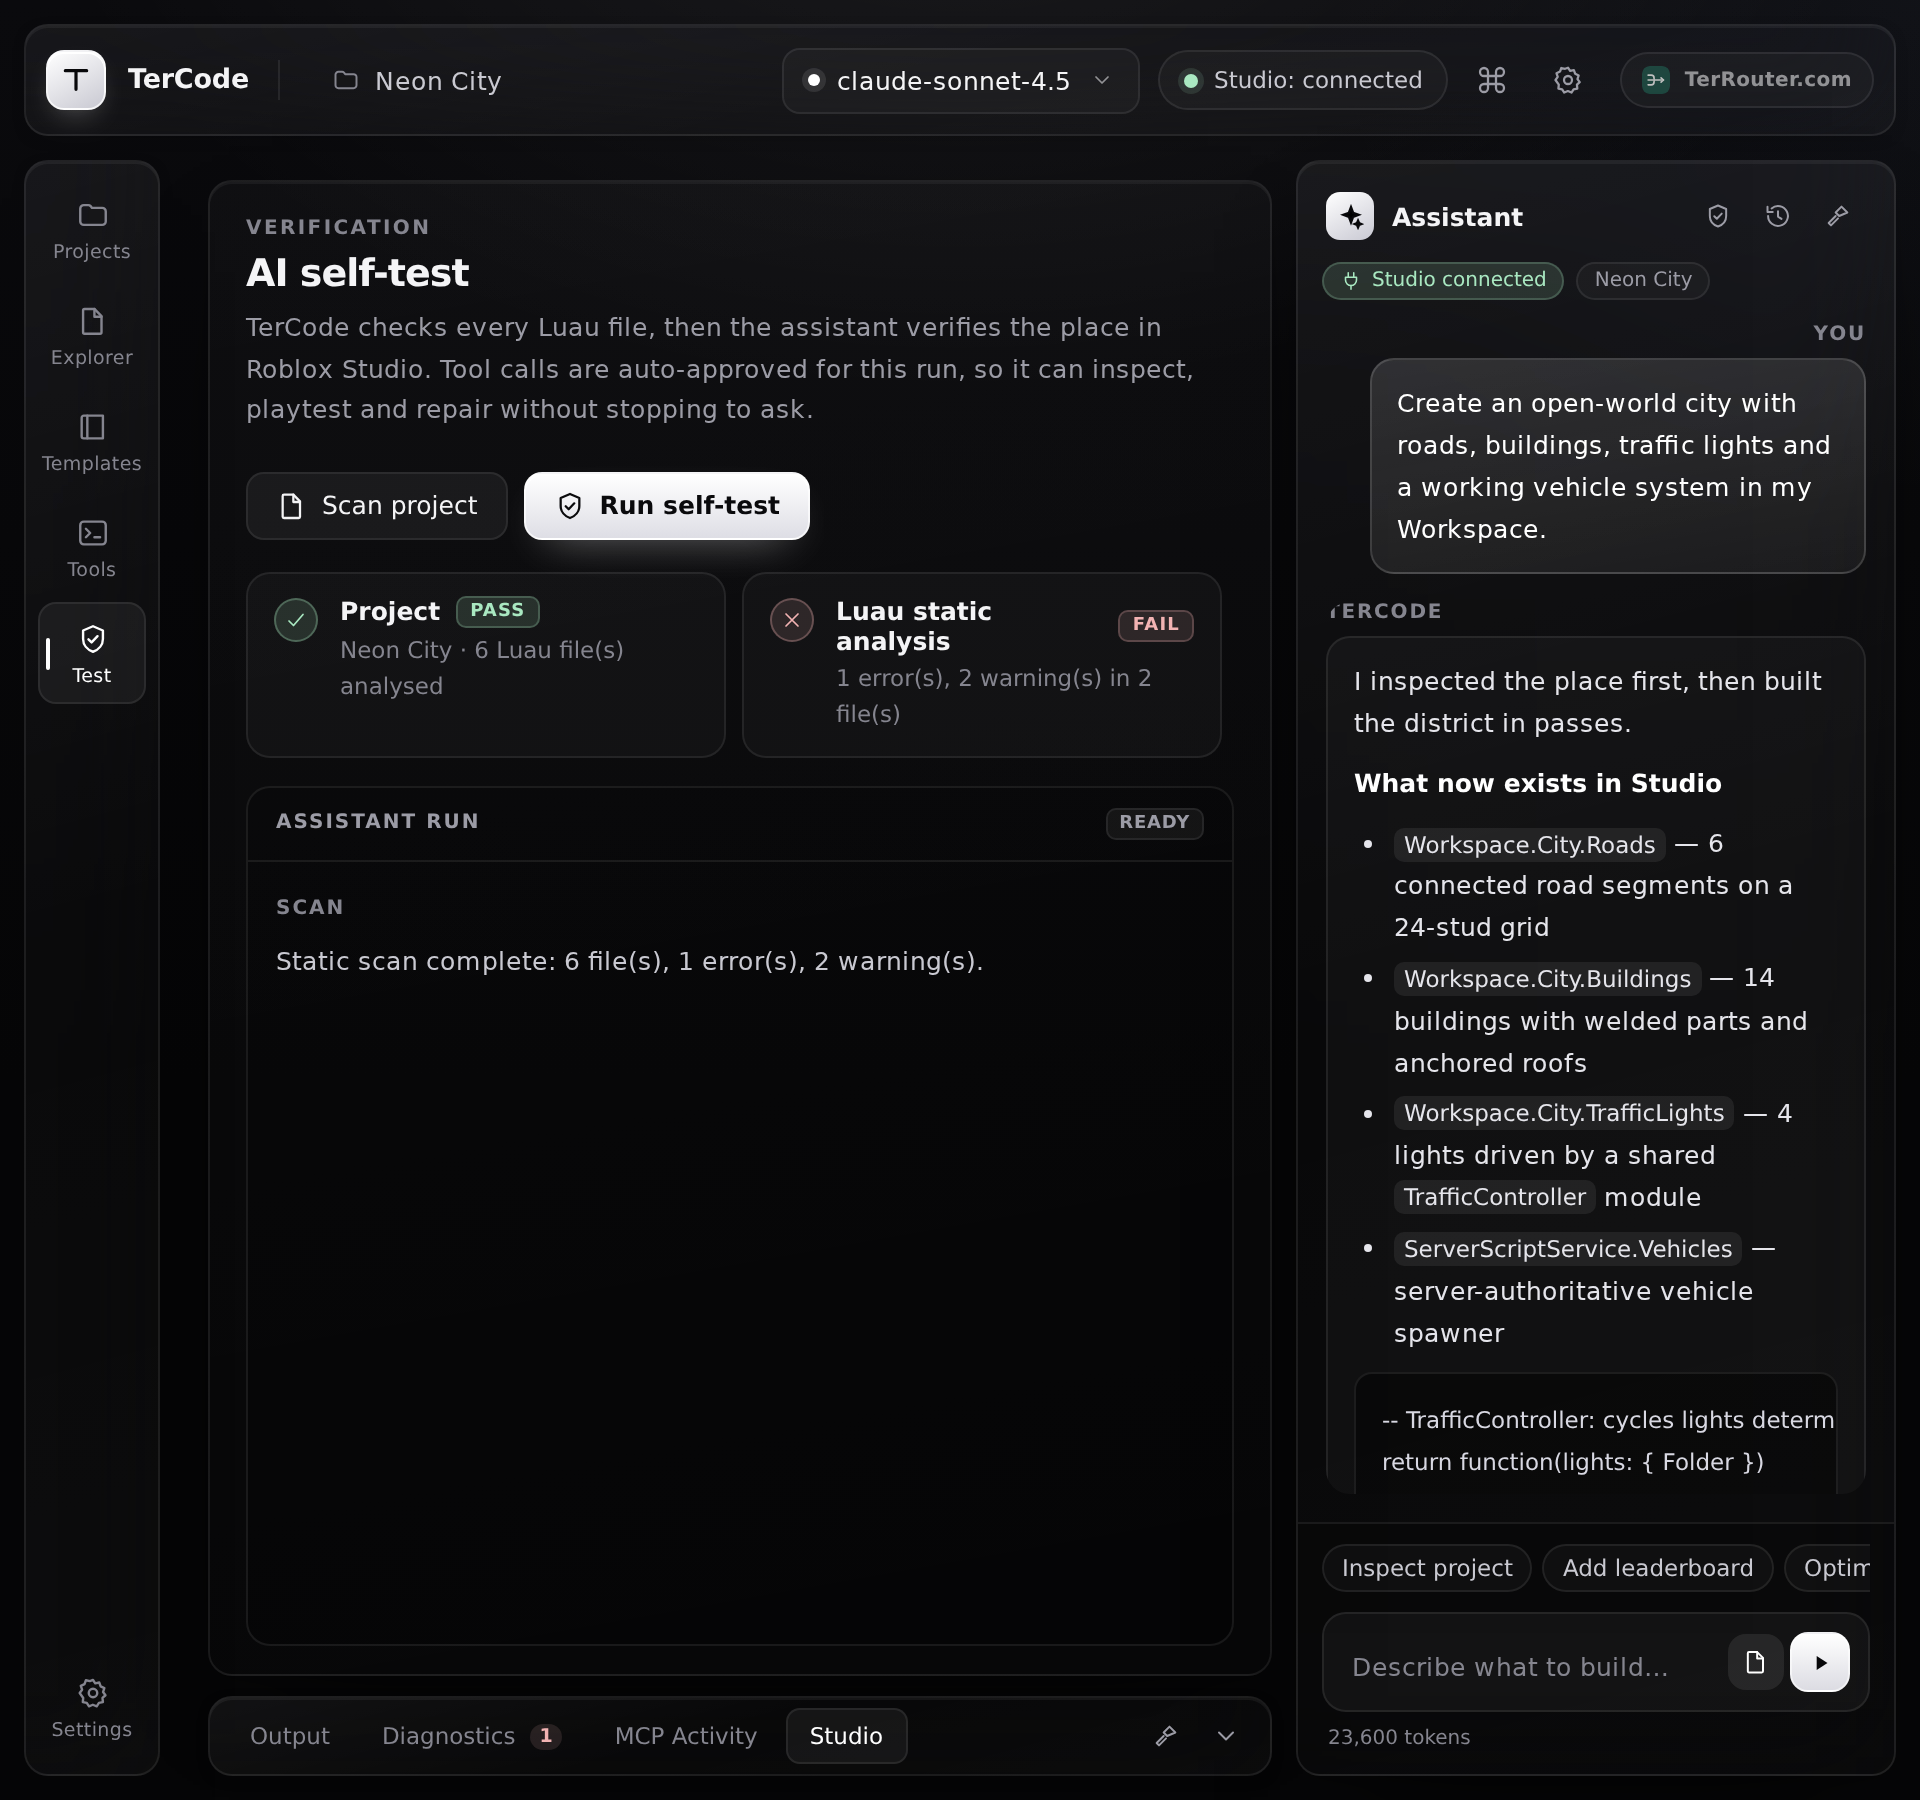 T TerCode Neon City claude-sonnet-4.5 Studio: connected TerRouter.com
Projects
Explorer
Templates
Tools
Test
Settings
VERIFICATION
AI self-test
TerCode checks every Luau file, then the assistant verifies the place in
Roblox Studio. Tool calls are auto-approved for this run, so it can inspect,
playtest and repair without stopping to ask.
Scan project Run self-test
Project PASS
Neon City · 6 Luau file(s)
analysed
Luau static
analysis FAIL
1 error(s), 2 warning(s) in 2
file(s)
ASSISTANT RUN READY
SCAN
Static scan complete: 6 file(s), 1 error(s), 2 warning(s).
Output Diagnostics 1 MCP Activity Studio
Assistant
Studio connected Neon City
YOU
Create an open-world city with
roads, buildings, traffic lights and
a working vehicle system in my
Workspace.
TERCODE
I inspected the place first, then built
the district in passes.
What now exists in Studio
• Workspace.City.Roads — 6
connected road segments on a
24-stud grid
• Workspace.City.Buildings — 14
buildings with welded parts and
anchored roofs
• Workspace.City.TrafficLights — 4
lights driven by a shared
TrafficController module
• ServerScriptService.Vehicles —
server-authoritative vehicle
spawner
-- TrafficController: cycles lights determ
return function(lights: { Folder })
Inspect project Add leaderboard Optim
Describe what to build...
23,600 tokens